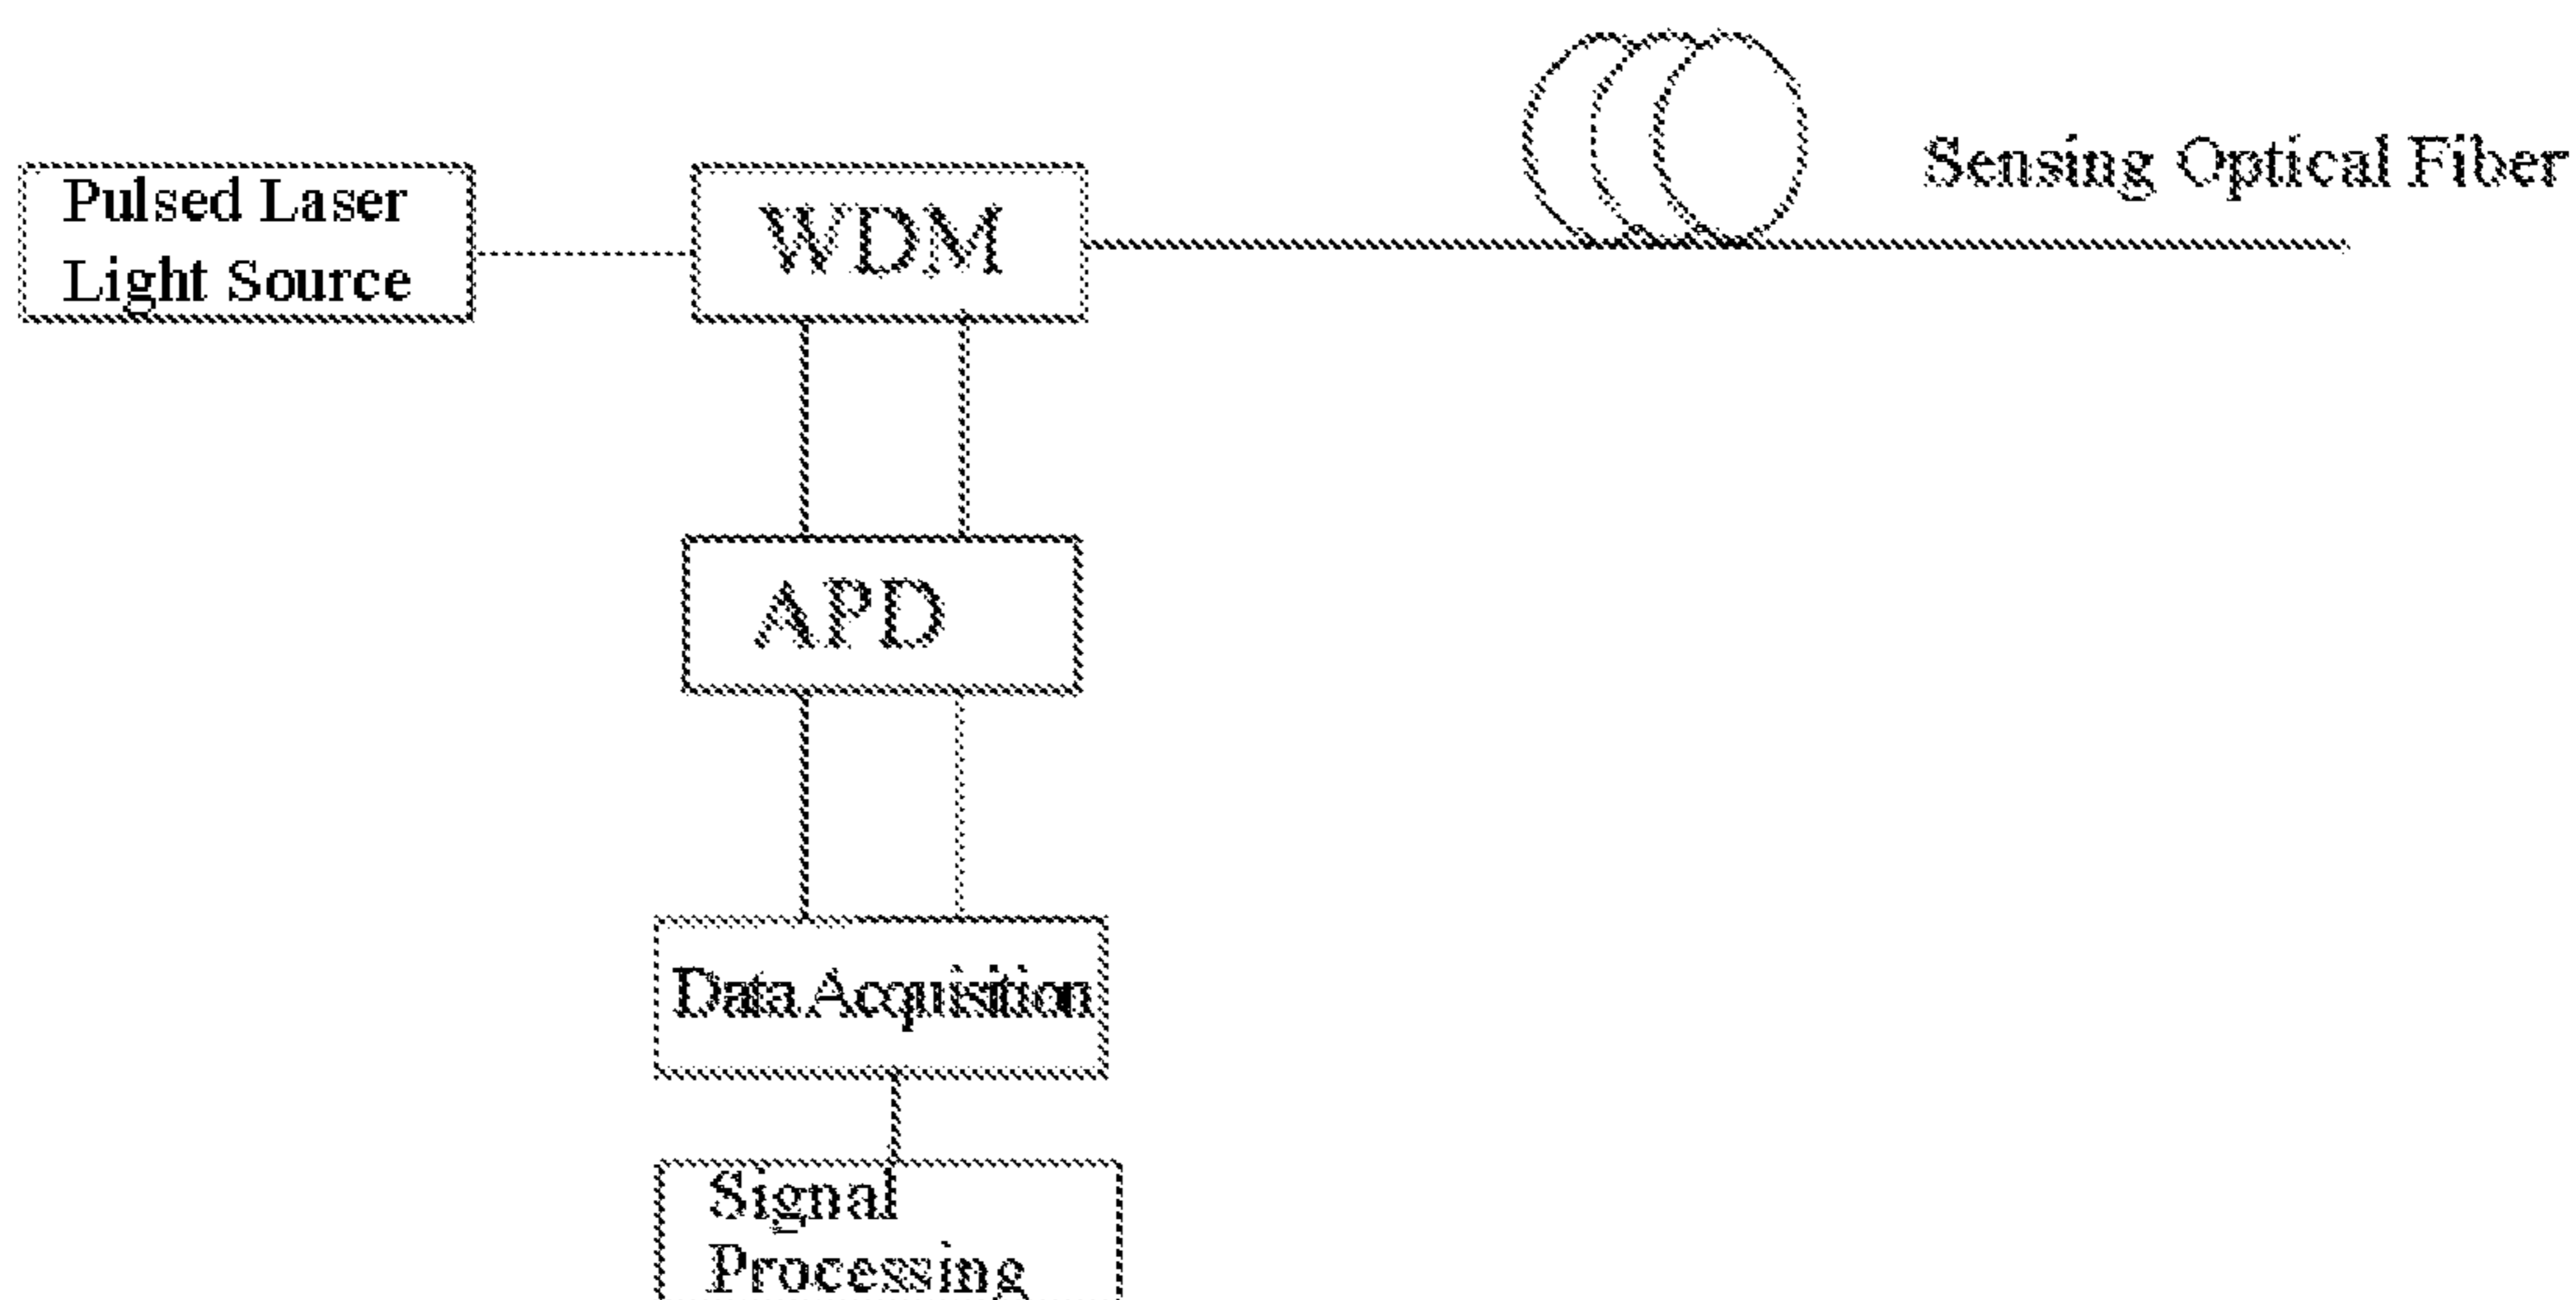 Pulsed Laser
Light Source
WDM
Sensing Optical Fiber
APD
Data Acquisition
Signal
Processing